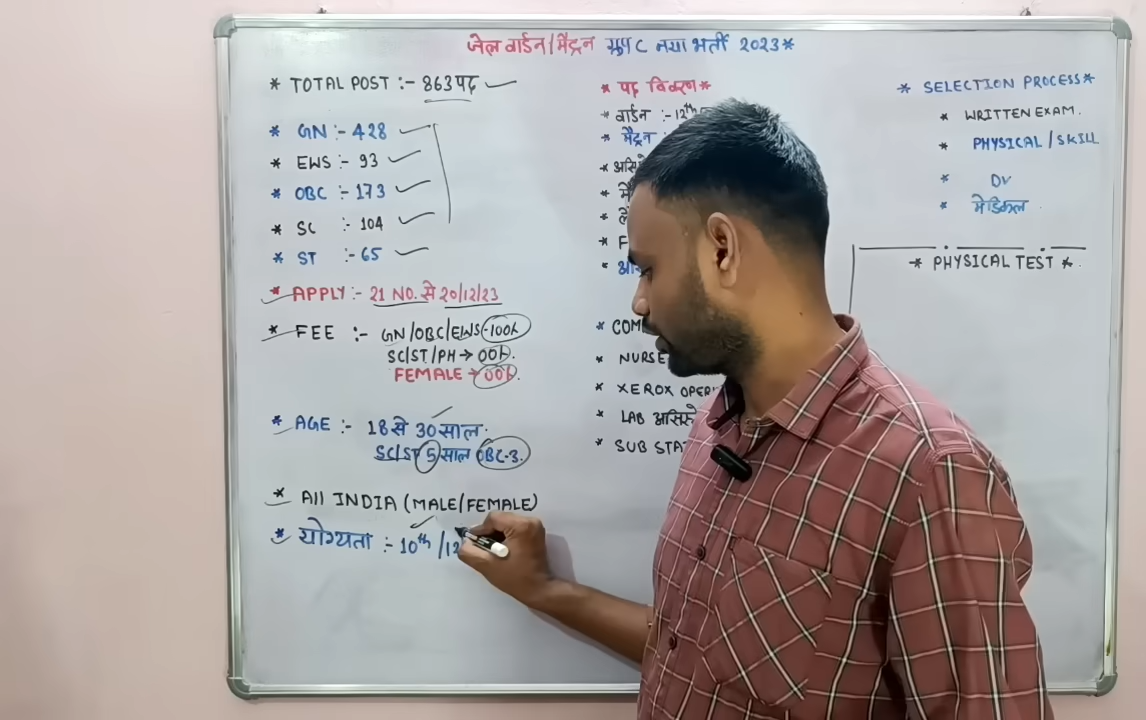 जेल वार्डन/मैट्रन ग्रुप C नया भर्ती 2023*
* TOTAL POST :- 863 पद
* GN :- 428
* EWS :- 93
* OBC :- 173
* SC :- 104
* ST :- 65
* APPLY :- 21 NO. से 20/12/23
* FEE :- GN/OBC/EWS-100/.
SC/ST/PH → 00/.
FEMALE → 00/.
* AGE :- 18 से 30 साल.
SC/ST 5 साल OBC-3.
* All INDIA (MALE/FEMALE)
* योग्यता :- 10th /12
* पद विवरण *
* वार्डन :- 12th
* मैट्रन :
*
*
*
* F
*
* COM
* NURSE
* XEROX OPER
* LAB
* SUB STA
* SELECTION PROCESS *
* WRITTEN EXAM.
* PHYSICAL / SKILL
* DV
* मेडिकल
* PHYSICAL TEST *.